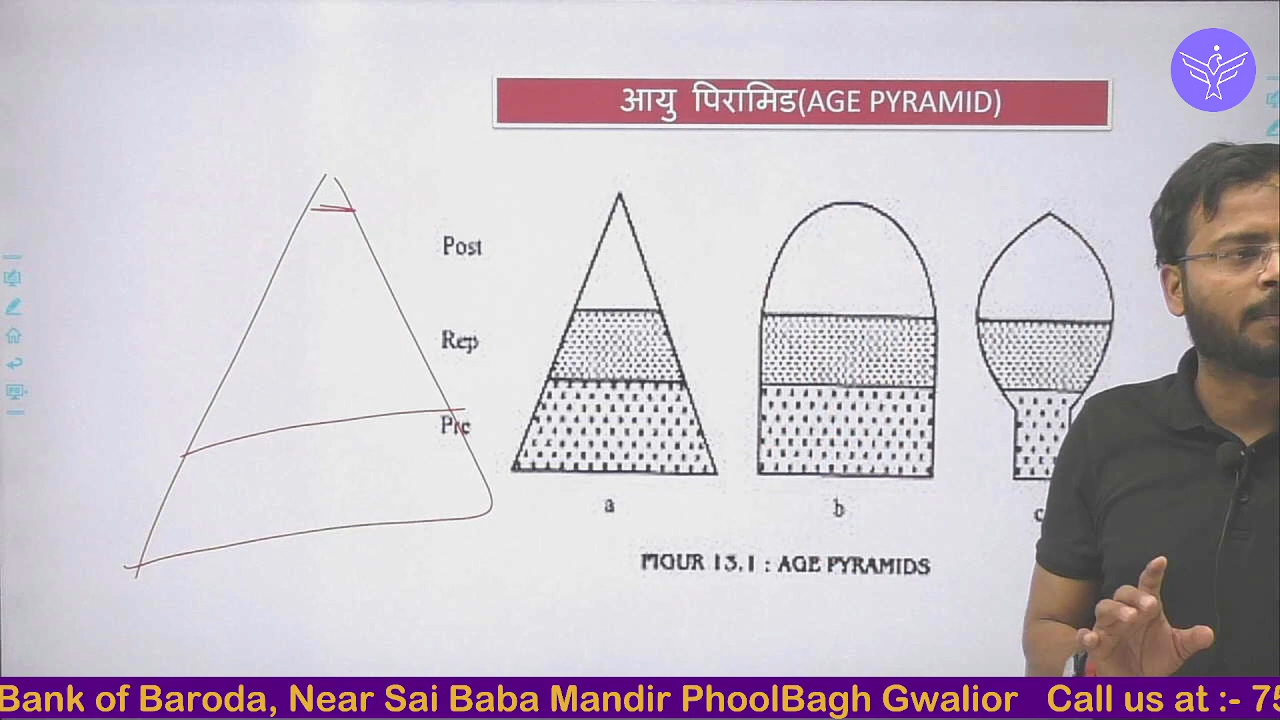 आयु पिरामिड(AGE PYRAMID)
Post
Rep
Pre
a
b
c
FIGUR 13.1 : AGE PYRAMIDS
Bank of Baroda, Near Sai Baba Mandir PhoolBagh Gwalior Call us at :- 75